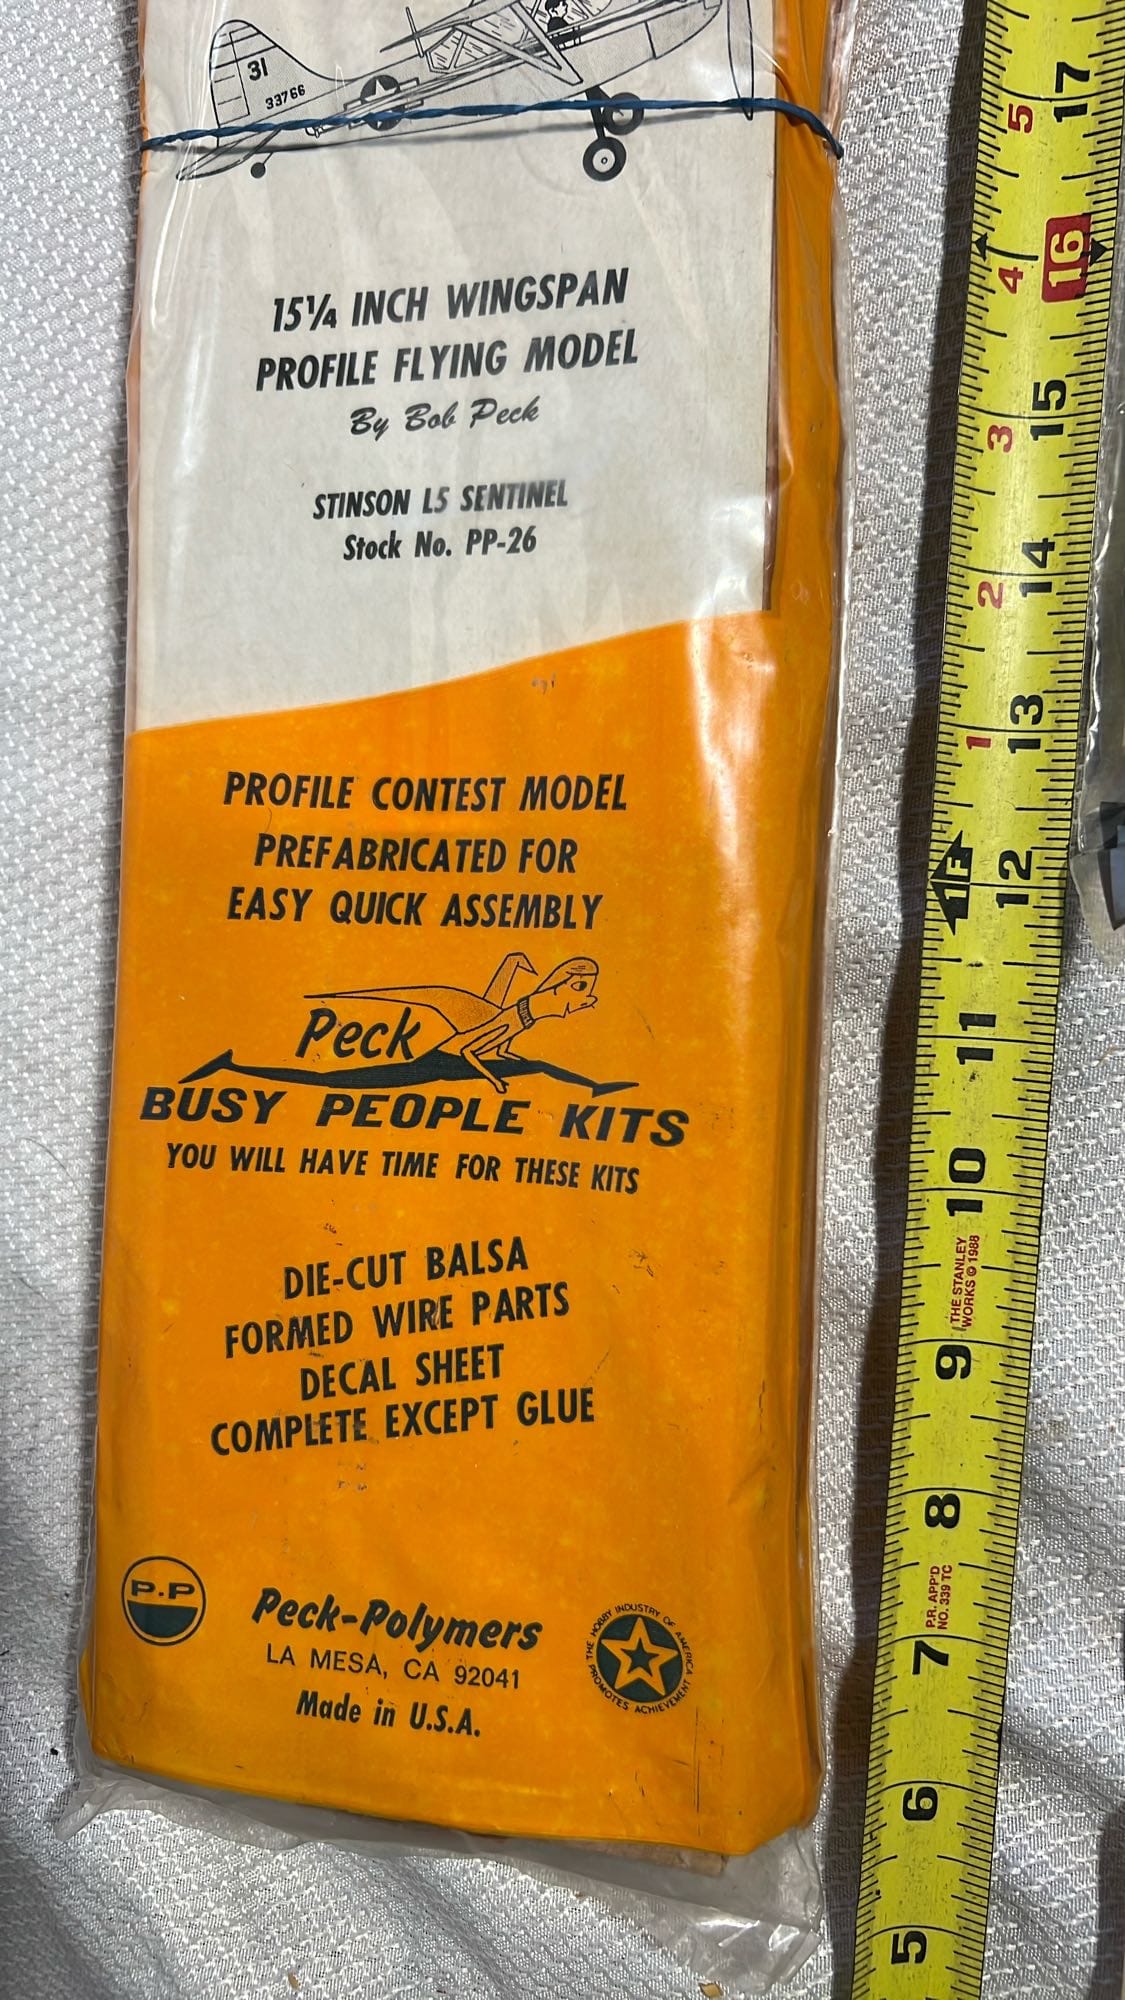 31
33766
15¼ INCH WINGSPAN
PROFILE FLYING MODEL
By Bob Peck
STINSON L5 SENTINEL
Stock No. PP-26
PROFILE CONTEST MODEL
PREFABRICATED FOR
EASY QUICK ASSEMBLY
Peck
BUSY PEOPLE KITS
YOU WILL HAVE TIME FOR THESE KITS
DIE-CUT BALSA
FORMED WIRE PARTS
DECAL SHEET
COMPLETE EXCEPT GLUE
P.P
Peck-Polymers
LA MESA, CA 92041
Made in U.S.A.
THE HOBBY INDUSTRY OF AMERICA
PROMOTES ACHIEVEMENT
5 17
4 16
3 15
2 14
1 13
1F 12
11
10
THE STANLEY
WORKS © 1988
9
8
P.R. APP'D
NO. 339 TC
7
6
5